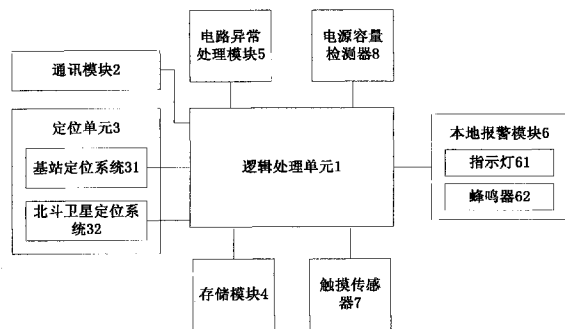 电路异常
处理模块5
电源容量
检测器8
通讯模块2
定位单元3
基站定位系统31
北斗卫星定位系
统32
逻辑处理单元1
本地报警模块6
指示灯61
蜂鸣器62
存储模块4
触摸传感
器7